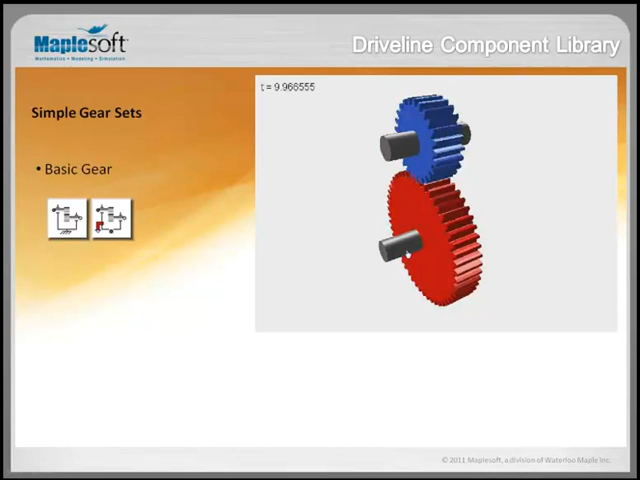 Maplesoft
Mathematics • Modeling • Simulation
Driveline Component Library
t = 9.966555
Simple Gear Sets
• Basic Gear
© 2011 Maplesoft, a division of Waterloo Maple Inc.